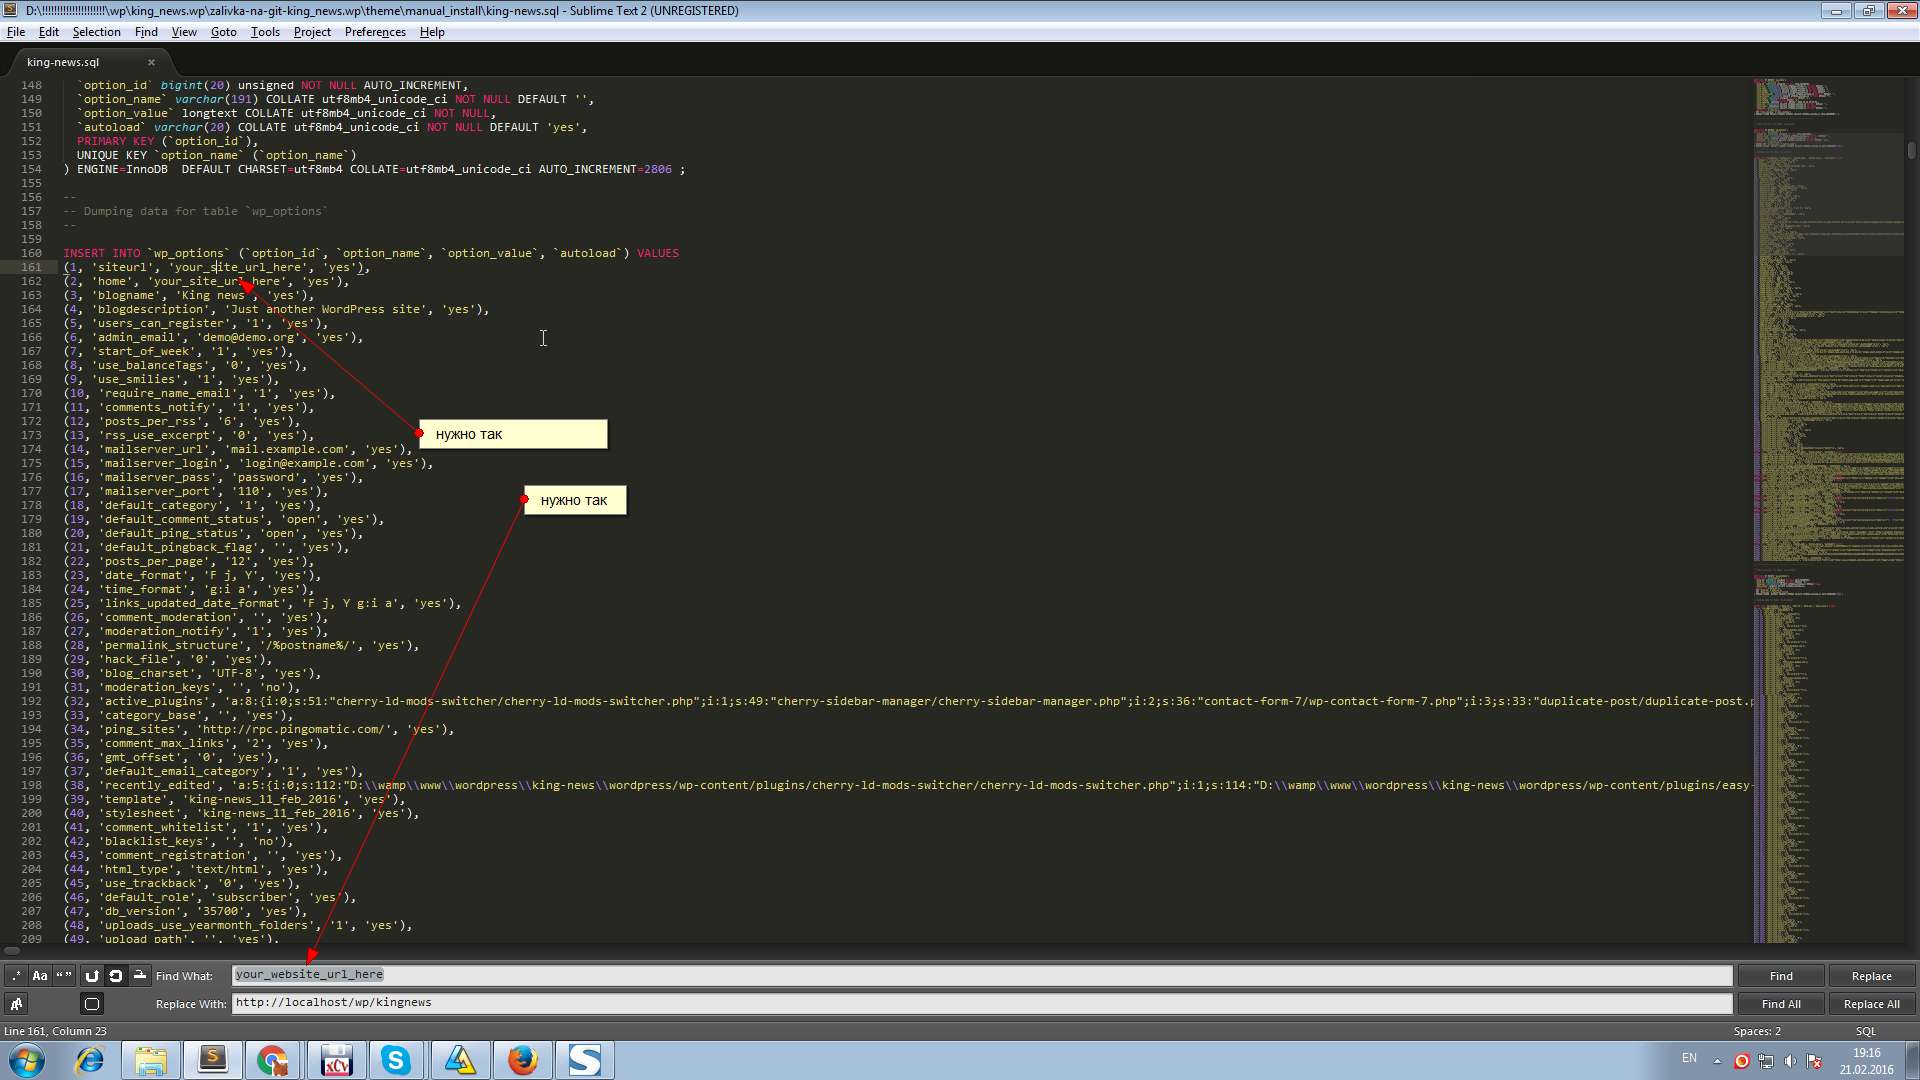 D:\!!!!!!!!!!!!!!!!!!!!!\wp\king_news.wp\zalivka-na-git-king_news.wp\theme\manual_install\king-news.sql - Sublime Text 2 (UNREGISTERED)
File Edit Selection Find View Goto Tools Project Preferences Help
king-news.sql ×
148 `option_id` bigint(20) unsigned NOT NULL AUTO_INCREMENT,
149 `option_name` varchar(191) COLLATE utf8mb4_unicode_ci NOT NULL DEFAULT '',
150 `option_value` longtext COLLATE utf8mb4_unicode_ci NOT NULL,
151 `autoload` varchar(20) COLLATE utf8mb4_unicode_ci NOT NULL DEFAULT 'yes',
152 PRIMARY KEY (`option_id`),
153 UNIQUE KEY `option_name` (`option_name`)
154 ) ENGINE=InnoDB  DEFAULT CHARSET=utf8mb4 COLLATE=utf8mb4_unicode_ci AUTO_INCREMENT=2806 ;
155
156 --
157 -- Dumping data for table `wp_options`
158 --
159
160 INSERT INTO `wp_options` (`option_id`, `option_name`, `option_value`, `autoload`) VALUES
161 (1, 'siteurl', 'your_site_url_here', 'yes'),
162 (2, 'home', 'your_site_url_here', 'yes'),
163 (3, 'blogname', 'King news', 'yes'),
164 (4, 'blogdescription', 'Just another WordPress site', 'yes'),
165 (5, 'users_can_register', '1', 'yes'),
166 (6, 'admin_email', 'demo@demo.org', 'yes'),
167 (7, 'start_of_week', '1', 'yes'),
168 (8, 'use_balanceTags', '0', 'yes'),
169 (9, 'use_smilies', '1', 'yes'),
170 (10, 'require_name_email', '1', 'yes'),
171 (11, 'comments_notify', '1', 'yes'),
172 (12, 'posts_per_rss', '6', 'yes'),
173 (13, 'rss_use_excerpt', '0', 'yes'),
нужно так
174 (14, 'mailserver_url', 'mail.example.com', 'yes'),
175 (15, 'mailserver_login', 'login@example.com', 'yes'),
176 (16, 'mailserver_pass', 'password', 'yes'),
177 (17, 'mailserver_port', '110', 'yes'),
178 (18, 'default_category', '1', 'yes'),
нужно так
179 (19, 'default_comment_status', 'open', 'yes'),
180 (20, 'default_ping_status', 'open', 'yes'),
181 (21, 'default_pingback_flag', '', 'yes'),
182 (22, 'posts_per_page', '12', 'yes'),
183 (23, 'date_format', 'F j, Y', 'yes'),
184 (24, 'time_format', 'g:i a', 'yes'),
185 (25, 'links_updated_date_format', 'F j, Y g:i a', 'yes'),
186 (26, 'comment_moderation', '', 'yes'),
187 (27, 'moderation_notify', '1', 'yes'),
188 (28, 'permalink_structure', '/%postname%/', 'yes'),
189 (29, 'hack_file', '0', 'yes'),
190 (30, 'blog_charset', 'UTF-8', 'yes'),
191 (31, 'moderation_keys', '', 'no'),
192 (32, 'active_plugins', 'a:8:{i:0;s:51:"cherry-ld-mods-switcher/cherry-ld-mods-switcher.php";i:1;s:49:"cherry-sidebar-manager/cherry-sidebar-manager.php";i:2;s:36:"contact-form-7/wp-contact-form-7.php";i:3;s:33:"duplicate-post/duplicate-post.p
193 (33, 'category_base', '', 'yes'),
194 (34, 'ping_sites', 'http://rpc.pingomatic.com/', 'yes'),
195 (35, 'comment_max_links', '2', 'yes'),
196 (36, 'gmt_offset', '0', 'yes'),
197 (37, 'default_email_category', '1', 'yes'),
198 (38, 'recently_edited', 'a:5:{i:0;s:112:"D:\\wamp\\www\\wordpress\\king-news\\wordpress/wp-content/plugins/cherry-ld-mods-switcher/cherry-ld-mods-switcher.php";i:1;s:114:"D:\\wamp\\www\\wordpress\\king-news\\wordpress/wp-content/plugins/easy-
199 (39, 'template', 'king-news_11_feb_2016', 'yes'),
200 (40, 'stylesheet', 'king-news_11_feb_2016', 'yes'),
201 (41, 'comment_whitelist', '1', 'yes'),
202 (42, 'blacklist_keys', '', 'no'),
203 (43, 'comment_registration', '', 'yes'),
204 (44, 'html_type', 'text/html', 'yes'),
205 (45, 'use_trackback', '0', 'yes'),
206 (46, 'default_role', 'subscriber', 'yes'),
207 (47, 'db_version', '35700', 'yes'),
208 (48, 'uploads_use_yearmonth_folders', '1', 'yes'),
209 (49, 'upload_path', '', 'yes'),
.* Aa “” Find What: your_website_url_here Find Replace
Replace With: http://localhost/wp/kingnews Find All Replace All
Line 161, Column 23 Spaces: 2 SQL
EN 19:16
21.02.2016